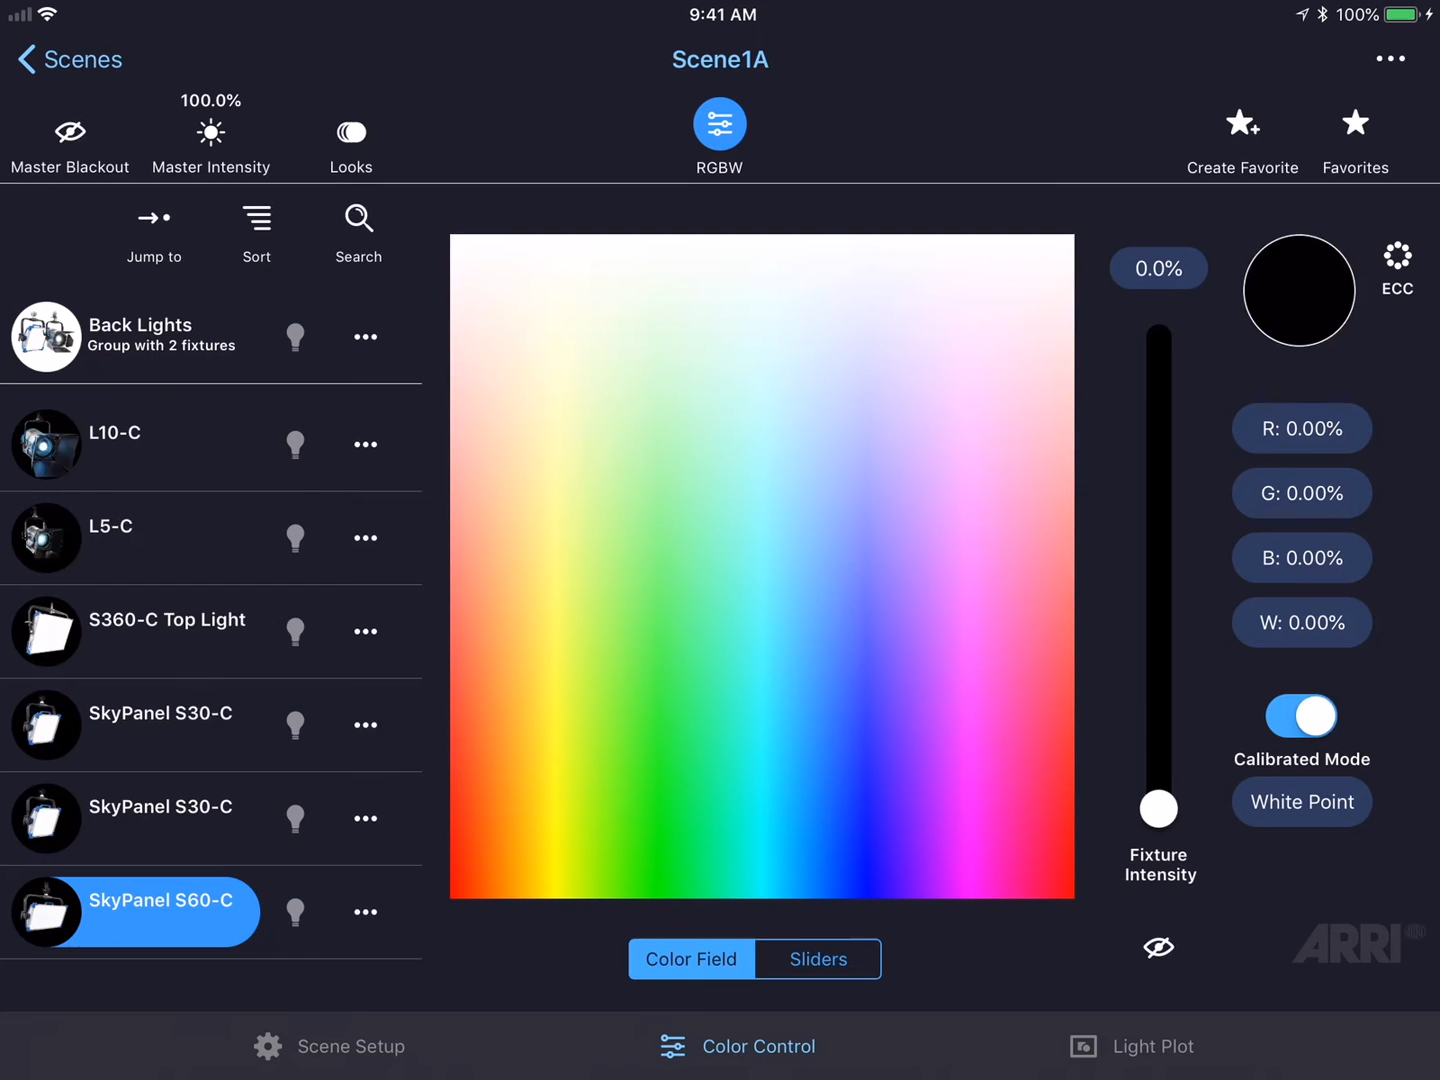 9:41 AM
100%
Scenes
Scene1A
100.0%
Master Blackout
Master Intensity
Looks
RGBW
Create Favorite
Favorites
Jump to
Sort
Search
Back Lights
Group with 2 fixtures
L10-C
L5-C
S360-C Top Light
SkyPanel S30-C
SkyPanel S30-C
SkyPanel S60-C
Color Field
Sliders
0.0%
Fixture
Intensity
ECC
R: 0.00%
G: 0.00%
B: 0.00%
W: 0.00%
Calibrated Mode
White Point
ARRI
Scene Setup
Color Control
Light Plot